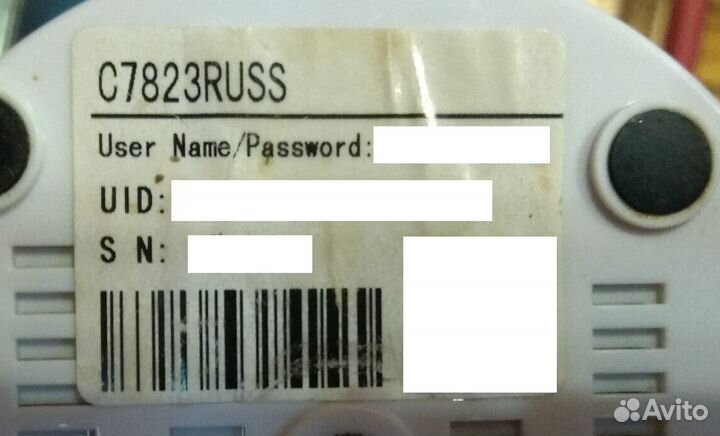 C7823RUSS
User Name/Password:
UID:
S N:
Avito